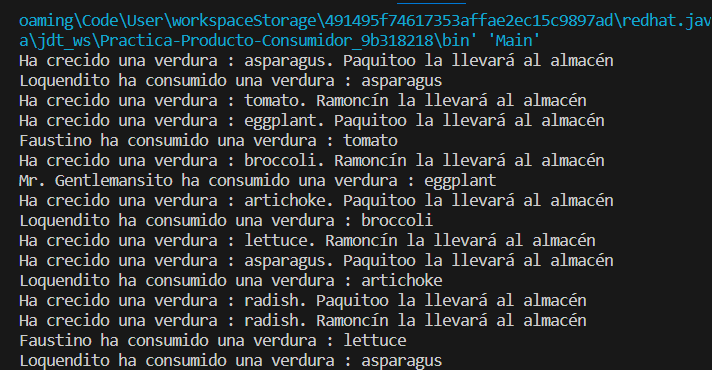 oaming\Code\User\workspaceStorage\491495f74617353affae2ec15c9897ad\redhat.jav
a\jdt_ws\Practica-Producto-Consumidor_9b318218\bin' 'Main'
Ha crecido una verdura : asparagus. Paquitoo la llevará al almacén
Loquendito ha consumido una verdura : asparagus
Ha crecido una verdura : tomato. Ramoncín la llevará al almacén
Ha crecido una verdura : eggplant. Paquitoo la llevará al almacén
Faustino ha consumido una verdura : tomato
Ha crecido una verdura : broccoli. Ramoncín la llevará al almacén
Mr. Gentlemansito ha consumido una verdura : eggplant
Ha crecido una verdura : artichoke. Paquitoo la llevará al almacén
Loquendito ha consumido una verdura : broccoli
Ha crecido una verdura : lettuce. Ramoncín la llevará al almacén
Ha crecido una verdura : asparagus. Paquitoo la llevará al almacén
Loquendito ha consumido una verdura : artichoke
Ha crecido una verdura : radish. Paquitoo la llevará al almacén
Ha crecido una verdura : radish. Ramoncín la llevará al almacén
Faustino ha consumido una verdura : lettuce
Loquendito ha consumido una verdura : asparagus